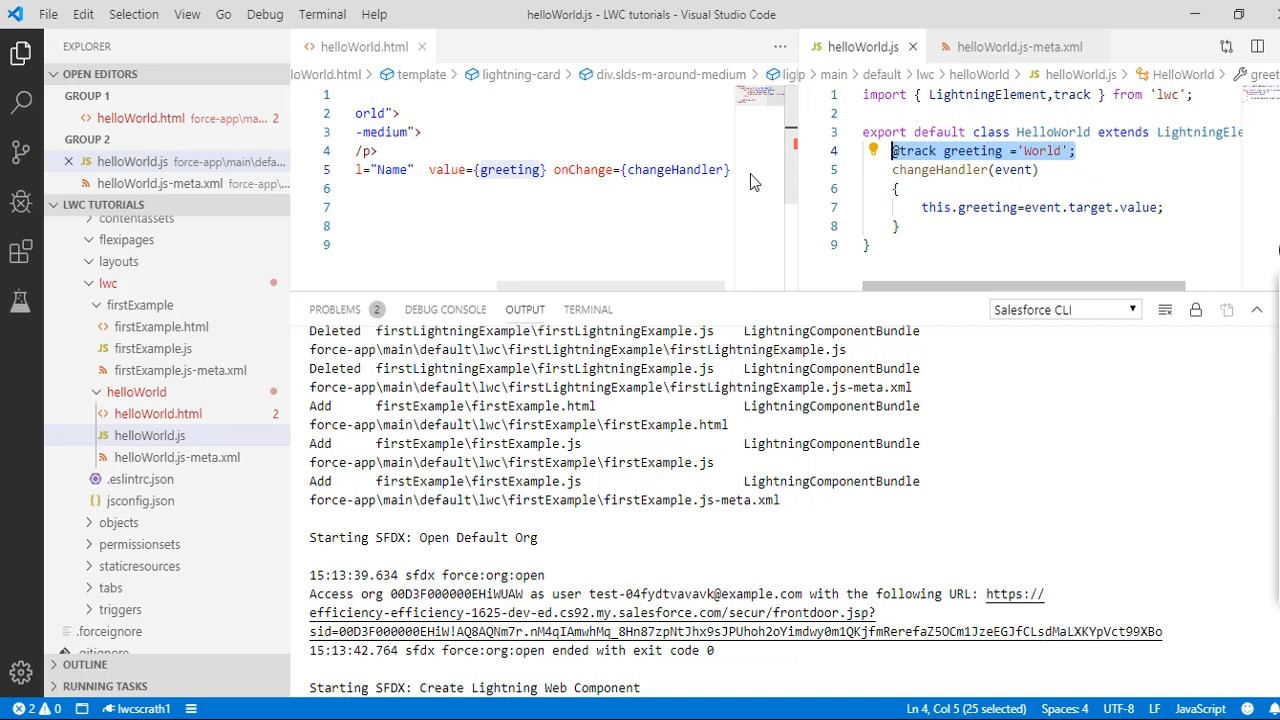 File Edit Selection View Go Debug Terminal Help helloWorld.js - LWC tutorials - Visual Studio Code
EXPLORER
OPEN EDITORS
GROUP 1
helloWorld.html force-app\ma... 2
GROUP 2
helloWorld.js force-app\main\defa...
helloWorld.js-meta.xml force-ap...
LWC TUTORIALS
contentassets
flexipages
layouts
lwc
firstExample
firstExample.html
firstExample.js
firstExample.js-meta.xml
helloWorld
helloWorld.html 2
helloWorld.js
helloWorld.js-meta.xml
.eslintrc.json
jsconfig.json
objects
permissionsets
staticresources
tabs
triggers
.forceignore
.gitignore
OUTLINE
RUNNING TASKS
helloWorld.html
lloWorld.html template lightning-card div.slds-m-around-medium
1
2 orld">
3 -medium">
4 /p>
5 l="Name" value={greeting} onChange={changeHandler}
6
7
8
9
helloWorld.js helloWorld.js-meta.xml
main default lwc helloWorld helloWorld.js HelloWorld greet
1 import { LightningElement,track } from 'lwc';
2
3 export default class HelloWorld extends LightningEle
4 @track greeting ='World';
5 changeHandler(event)
6 {
7 this.greeting=event.target.value;
8 }
9 }
PROBLEMS 2 DEBUG CONSOLE OUTPUT TERMINAL Salesforce CLI
Deleted firstLightningExample\firstLightningExample.js LightningComponentBundle
force-app\main\default\lwc\firstLightningExample\firstLightningExample.js
Deleted firstLightningExample\firstLightningExample.js LightningComponentBundle
force-app\main\default\lwc\firstLightningExample\firstLightningExample.js-meta.xml
Add firstExample\firstExample.html LightningComponentBundle
force-app\main\default\lwc\firstExample\firstExample.html
Add firstExample\firstExample.js LightningComponentBundle
force-app\main\default\lwc\firstExample\firstExample.js
Add firstExample\firstExample.js LightningComponentBundle
force-app\main\default\lwc\firstExample\firstExample.js-meta.xml
Starting SFDX: Open Default Org
15:13:39.634 sfdx force:org:open
Access org 00D3F000000EHiWUAW as user test-04fydtvavavk@example.com with the following URL: https://
efficiency-efficiency-1625-dev-ed.cs92.my.salesforce.com/secur/frontdoor.jsp?
sid=00D3F000000EHiW!AQ8AQNm7r.nM4qIAmwhMq_8Hn87zpNtJhx9sJPUhoh2oYimdwy0m1QKjfmRerefaZ5OCm1JzeEGJfCLsdMaLXKYpVct99XBo
15:13:42.764 sfdx force:org:open ended with exit code 0
Starting SFDX: Create Lightning Web Component
2 0 lwcscrath1 Ln 4, Col 5 (25 selected) Spaces: 4 UTF-8 LF JavaScript